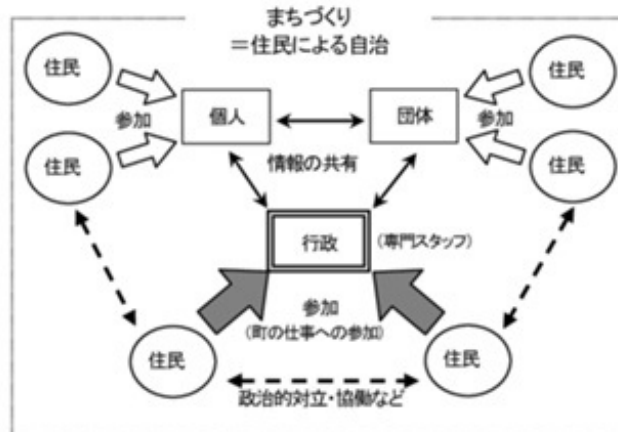 まちづくり
＝住民による自治
住民
住民
参加
個人
団体
参加
住民
住民
情報の共有
行政
(専門スタッフ)
参加
(町の仕事への参加)
住民
住民
政治的対立・協働など